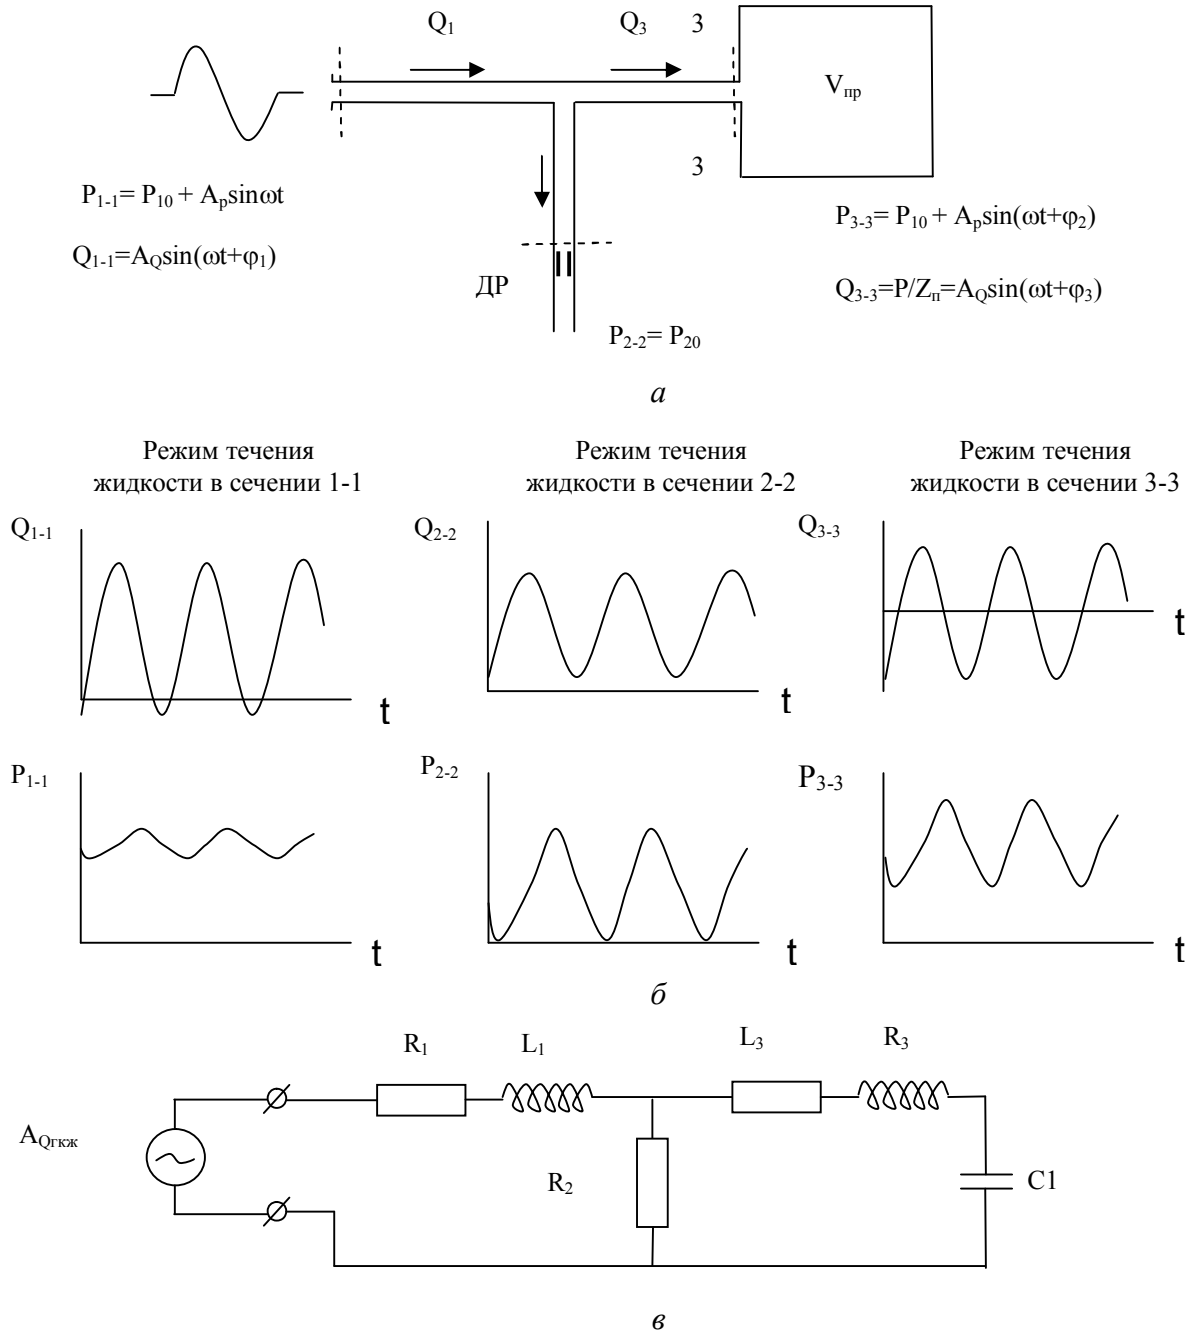 Q₁ Q₃ 3
Vпр
3
P₁₋₁= P₁₀ + Aₚsinωt
P₃₋₃= P₁₀ + Aₚsin(ωt+φ₂)
Q₁₋₁=A_Qsin(ωt+φ₁)
ДР
Q₃₋₃=P/Zп=A_Qsin(ωt+φ₃)
P₂₋₂= P₂₀
а
Режим течения
жидкости в сечении 1-1
Режим течения
жидкости в сечении 2-2
Режим течения
жидкости в сечении 3-3
Q₁₋₁ Q₂₋₂ Q₃₋₃
t t t
P₁₋₁ P₂₋₂ P₃₋₃
t t t
б
R₁ L₁ L₃ R₃
A_Qгкж
R₂ C1
в